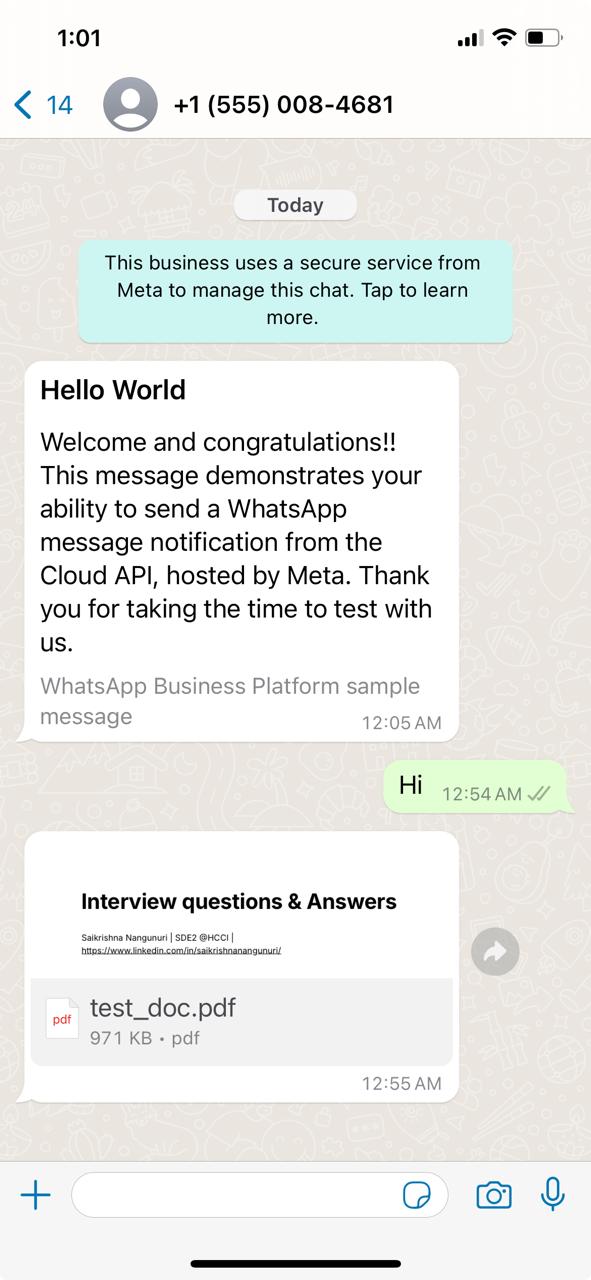 1:01
14
+1 (555) 008-4681
Today
This business uses a secure service from
Meta to manage this chat. Tap to learn
more.
Hello World
Welcome and congratulations!!
This message demonstrates your
ability to send a WhatsApp
message notification from the
Cloud API, hosted by Meta. Thank
you for taking the time to test with
us.
WhatsApp Business Platform sample
message
12:05 AM
Hi
12:54 AM
Interview questions & Answers
Saikrishna Nangunuri | SDE2 @HCCI |
https://www.linkedin.com/in/saikrishnanangunuri/
pdf
test_doc.pdf
971 KB • pdf
12:55 AM